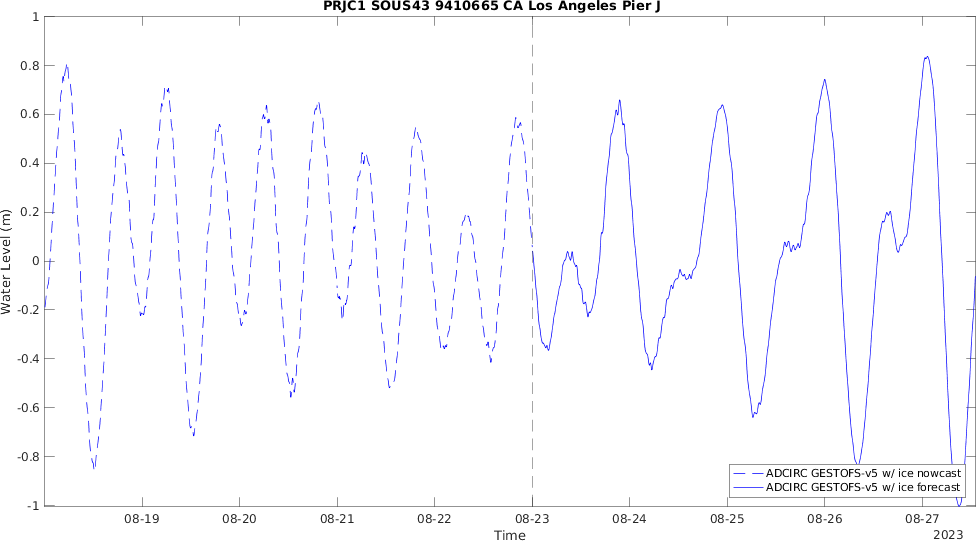 PRJC1 SOUS43 9410665 CA Los Angeles Pier J
1
0.8
0.6
0.4
0.2
0
-0.2
-0.4
-0.6
-0.8
-1
Water Level (m)
ADCIRC GESTOFS-v5 w/ ice nowcast
ADCIRC GESTOFS-v5 w/ ice forecast
08-19 08-20 08-21 08-22 08-23 08-24 08-25 08-26 08-27
Time
2023